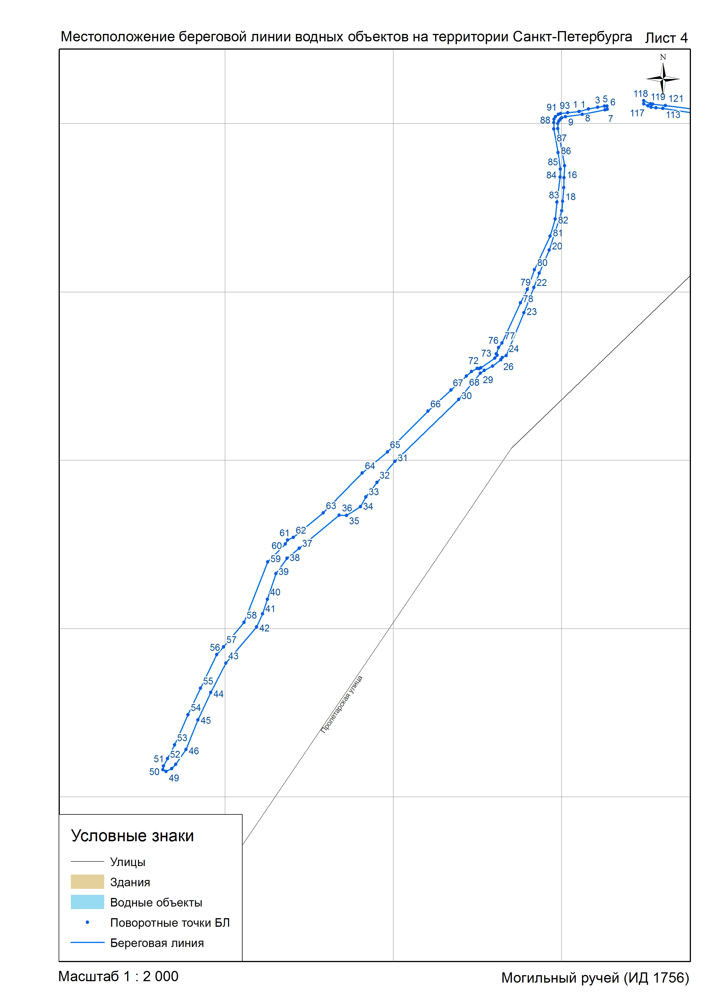 Местоположение береговой линии водных объектов на территории Санкт-Петербурга Лист 4
N
118 119 121
91 93 1 1 3 5 6
117 113
88 9 8 7
87
86
85
84 16
83 18
82
81
20
80
79 22
78
23
77
76 24
73
72 26
67 68 29
30
66
65
31
64
32
33
63 36 34
35
61 62
60 37
59 38
39
40
41
58
42
57
56
43
55
44
54
45
53
46
51 52
50
49
Пролетарская улица
Условные знаки
Улицы
Здания
Водные объекты
Поворотные точки БЛ
Береговая линия
Масштаб 1 : 2 000
Могильный ручей (ИД 1756)